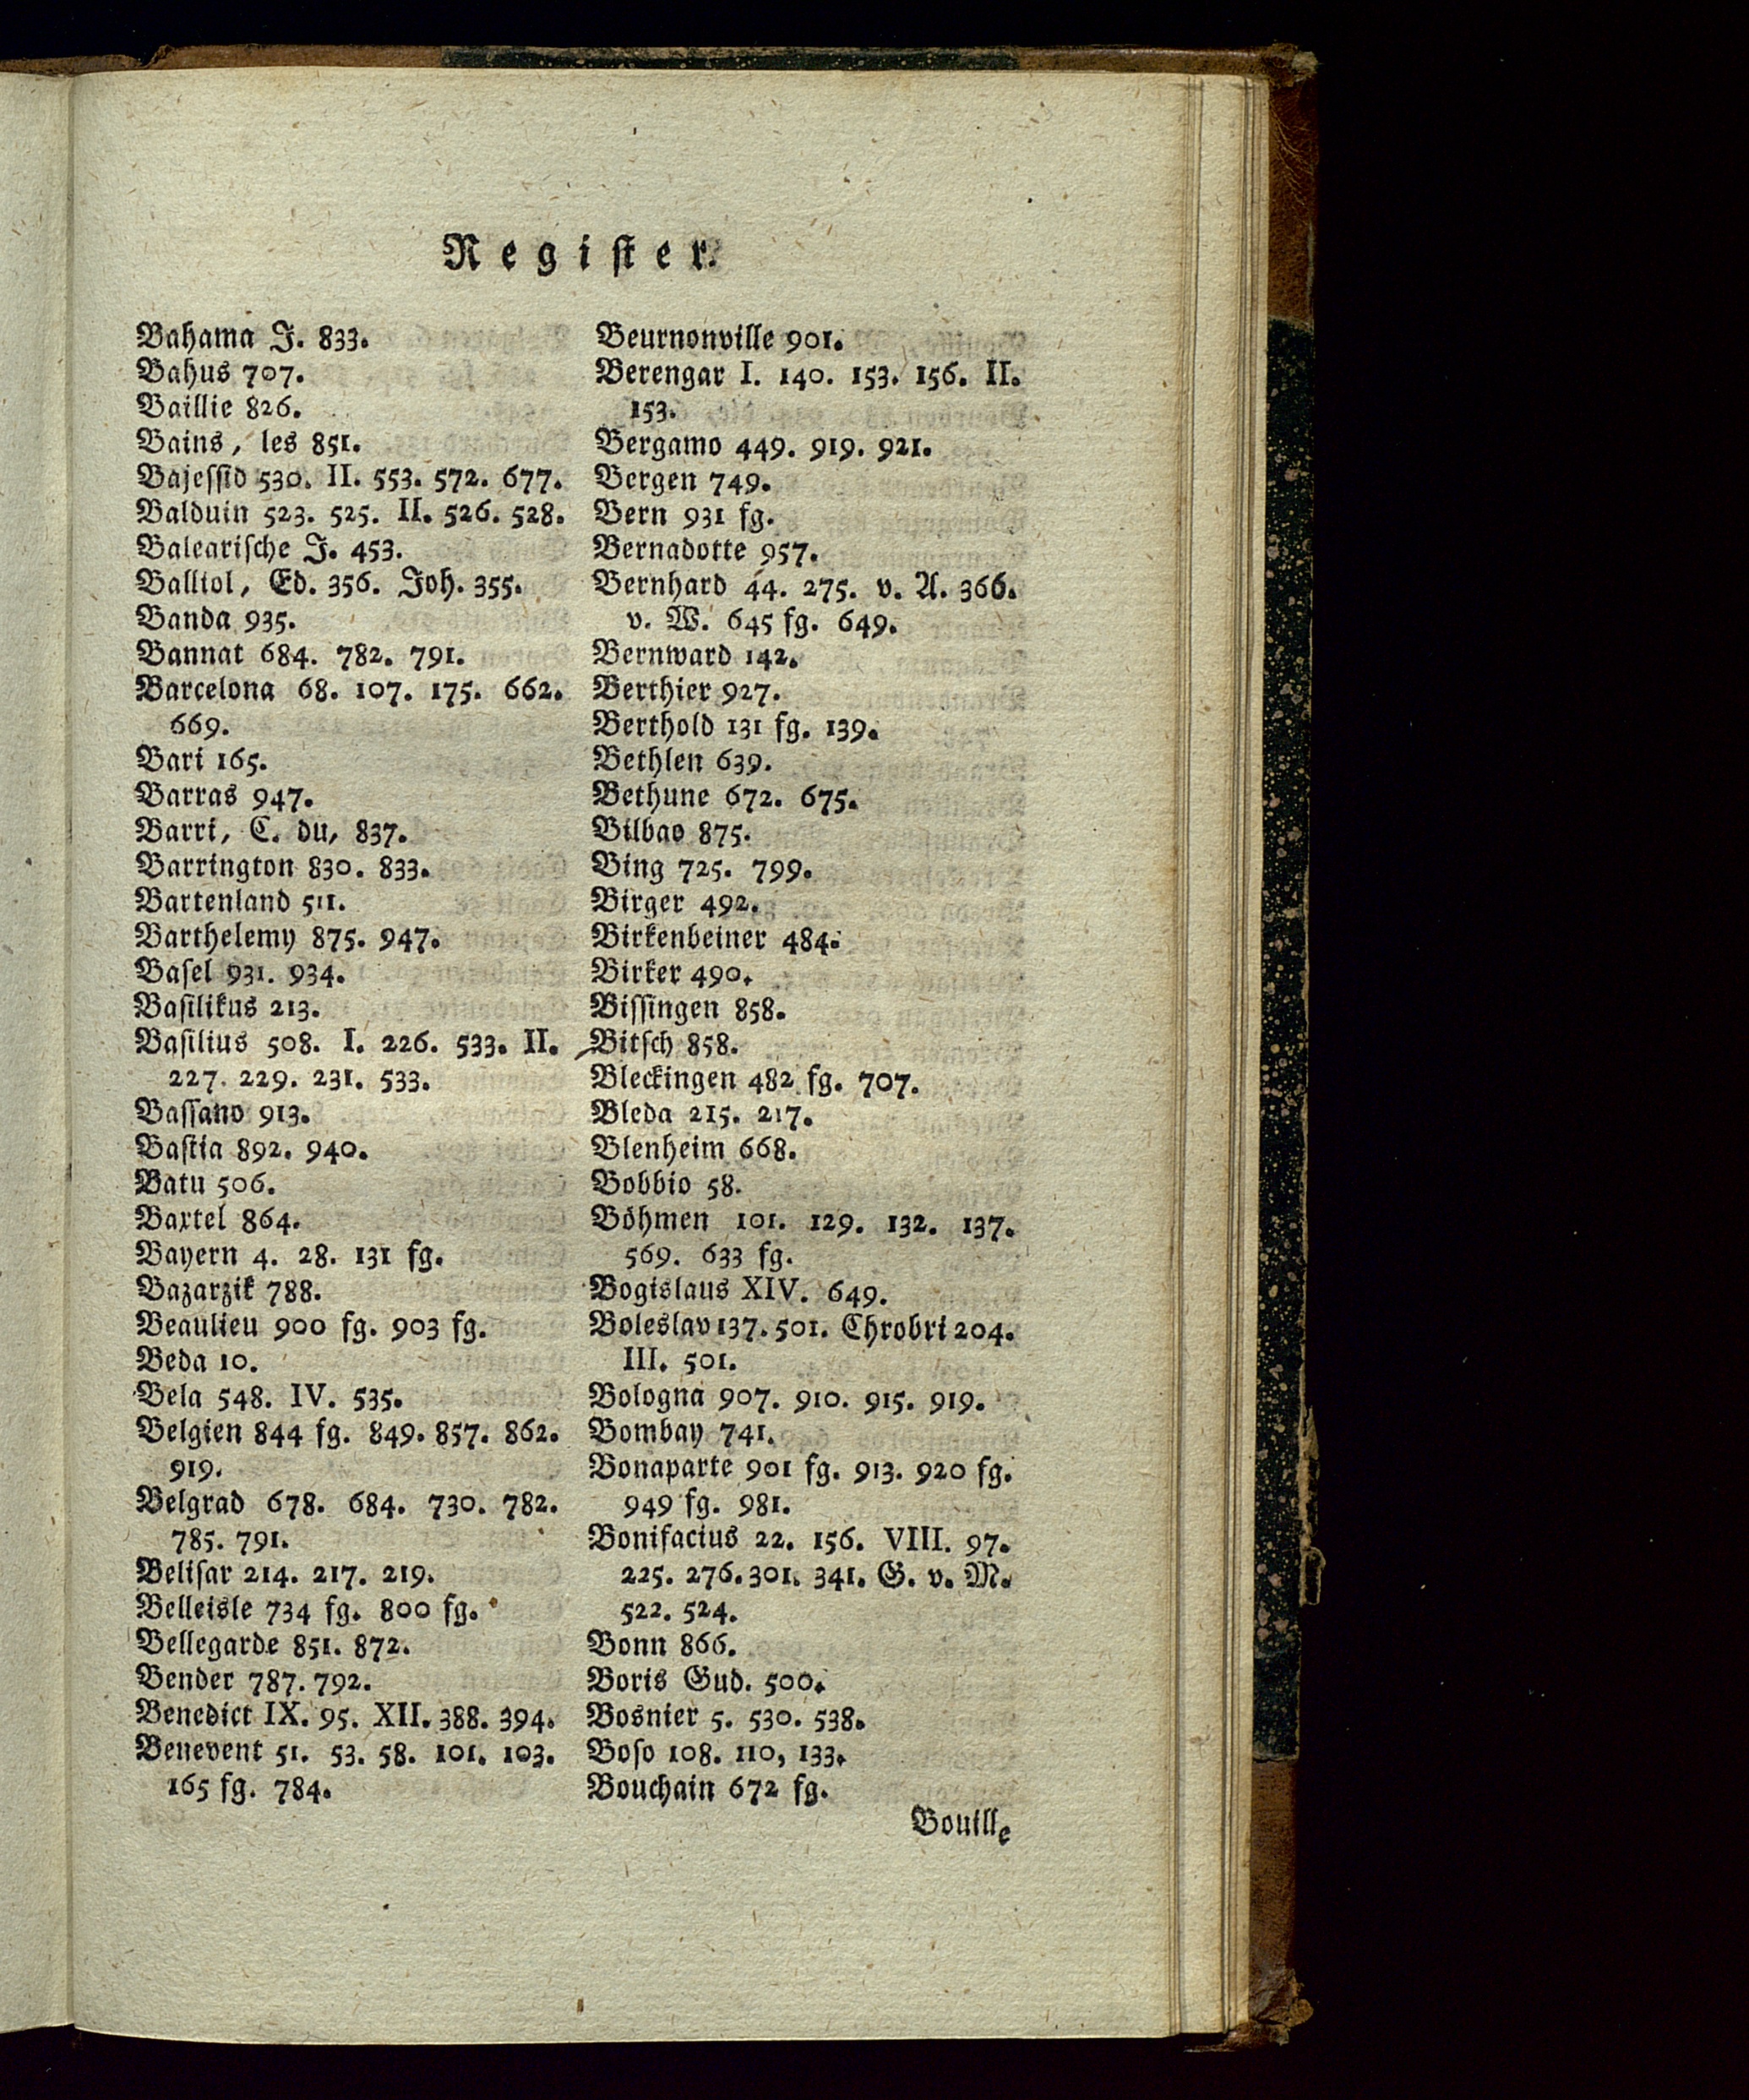 Register.
Bahama J. 833.
Bahus 707.
Baillie 826.
Bains, les 851.
Bajessid 530. II. 553. 572. 677.
Balduin 523. 525. II. 526. 528.
Balearische J. 453.
Balliol, Ed. 356. Joh. 355.
Banda 935.
Bannat 684. 782. 791.
Barcelona 68. 107. 175. 662.
669.
Bari 165.
Barras 947.
Barri, C. du, 837.
Barrington 830. 833.
Bartenland 511.
Barthelemy 875. 947.
Basel 931. 934.
Basilikus 213.
Basilius 508. I. 226. 533. II.
227. 229. 231. 533.
Bassano 913.
Bastia 892. 940.
Batu 506.
Baxtel 864.
Bayern 4. 28. 131 fg.
Bazarzik 788.
Beaulieu 900 fg. 903 fg.
Beda 10.
Bela 548. IV. 535.
Belgien 844 fg. 849. 857. 862.
919.
Belgrad 678. 684. 730. 782.
785. 791.
Belisar 214. 217. 219.
Belleisle 734 fg. 800 fg.
Bellegarde 851. 872.
Bender 787. 792.
Benedict IX. 95. XII. 388. 394.
Benevent 51. 53. 58. 101. 103.
165 fg. 784.
Beurnonville 901.
Berengar I. 140. 153. 156. II.
153.
Bergamo 449. 919. 921.
Bergen 749.
Bern 931 fg.
Bernadotte 957.
Bernhard 44. 275. v. A. 366.
v. W. 645 fg. 649.
Bernward 142.
Berthier 927.
Berthold 131 fg. 139.
Bethlen 639.
Bethune 672. 675.
Bilbao 875.
Bing 725. 799.
Birger 492.
Birkenbeiner 484.
Birker 490.
Bissingen 858.
Bitsch 858.
Bleckingen 482 fg. 707.
Bleda 215. 217.
Blenheim 668.
Bobbio 58.
Böhmen 101. 129. 132. 137.
569. 633 fg.
Bogislaus XIV. 649.
Boleslav 137. 501. Chrobri 204.
III. 501.
Bologna 907. 910. 915. 919.
Bombay 741.
Bonaparte 901 fg. 913. 920 fg.
949 fg. 981.
Bonifacius 22. 156. VIII. 97.
225. 276. 301. 341. G. v. M.
522. 524.
Bonn 866.
Boris Gud. 500.
Bosnier 5. 530. 538.
Boso 108. 110, 133.
Bouchain 672 fg.
Bouille